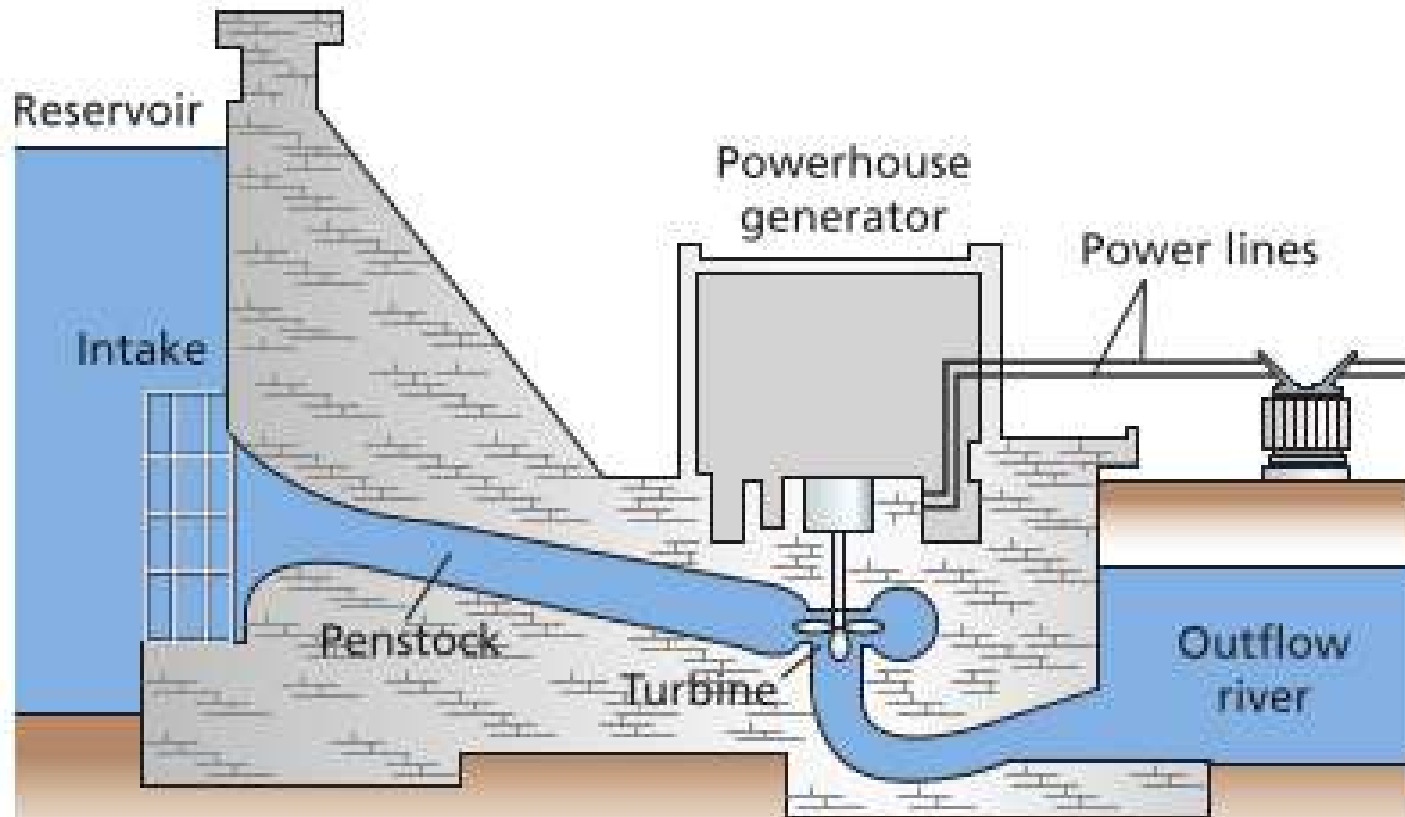 Reservoir
Powerhouse
generator
Power lines
Intake
Penstock
Turbine
Outflow
river